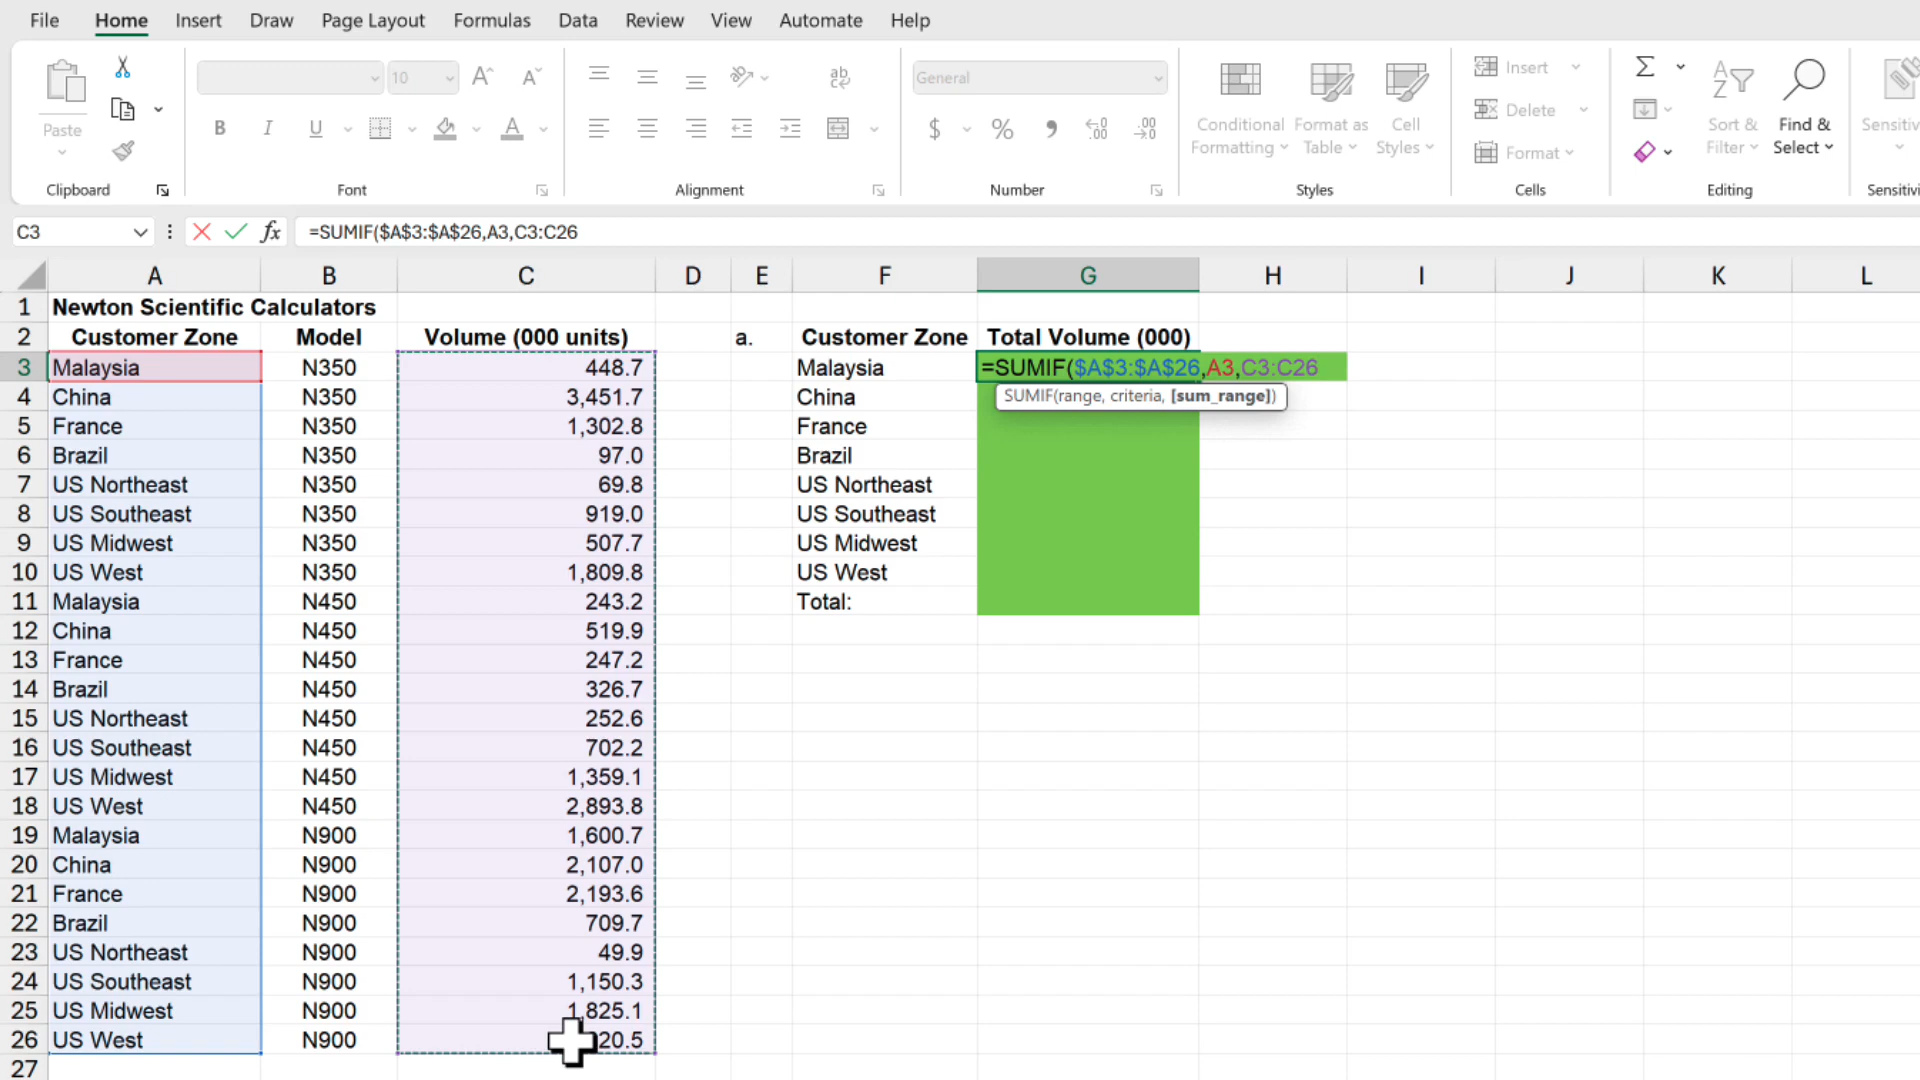 File Home Insert Draw Page Layout Formulas Data Review View Automate Help
10 A A ab
General
Insert
Σ
Paste
Delete
B I U A
$ % , .00
Conditional Format as Cell
Sort & Find &
Sensitiv
Formatting Table Styles
Format
Filter Select
Clipboard Font Alignment Number Styles Cells Editing Sensitivi
C3 fx =SUMIF($A$3:$A$26,A3,C3:C26
A B C D E F G H I J K L
1 Newton Scientific Calculators
2 Customer Zone Model Volume (000 units) a. Customer Zone Total Volume (000)
3 Malaysia N350 448.7 Malaysia =SUMIF($A$3:$A$26,A3,C3:C26
4 China N350 3,451.7 China SUMIF(range, criteria, [sum_range])
5 France N350 1,302.8 France
6 Brazil N350 97.0 Brazil
7 US Northeast N350 69.8 US Northeast
8 US Southeast N350 919.0 US Southeast
9 US Midwest N350 507.7 US Midwest
10 US West N350 1,809.8 US West
11 Malaysia N450 243.2 Total:
12 China N450 519.9
13 France N450 247.2
14 Brazil N450 326.7
15 US Northeast N450 252.6
16 US Southeast N450 702.2
17 US Midwest N450 1,359.1
18 US West N450 2,893.8
19 Malaysia N900 1,600.7
20 China N900 2,107.0
21 France N900 2,193.6
22 Brazil N900 709.7
23 US Northeast N900 49.9
24 US Southeast N900 1,150.3
25 US Midwest N900 1,825.1
26 US West N900 20.5
27